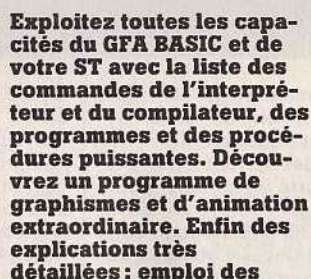 Exploitez toutes les capa-
cités du GFA BASIC et de
votre ST avec la liste des
commandes de l'interpré-
teur et du compilateur, des
programmes et des procé-
dures puissantes. Décou-
vrez un programme de
graphismes et d'animation
extraordinaire. Enfin des
explications très
détaillées : emploi des